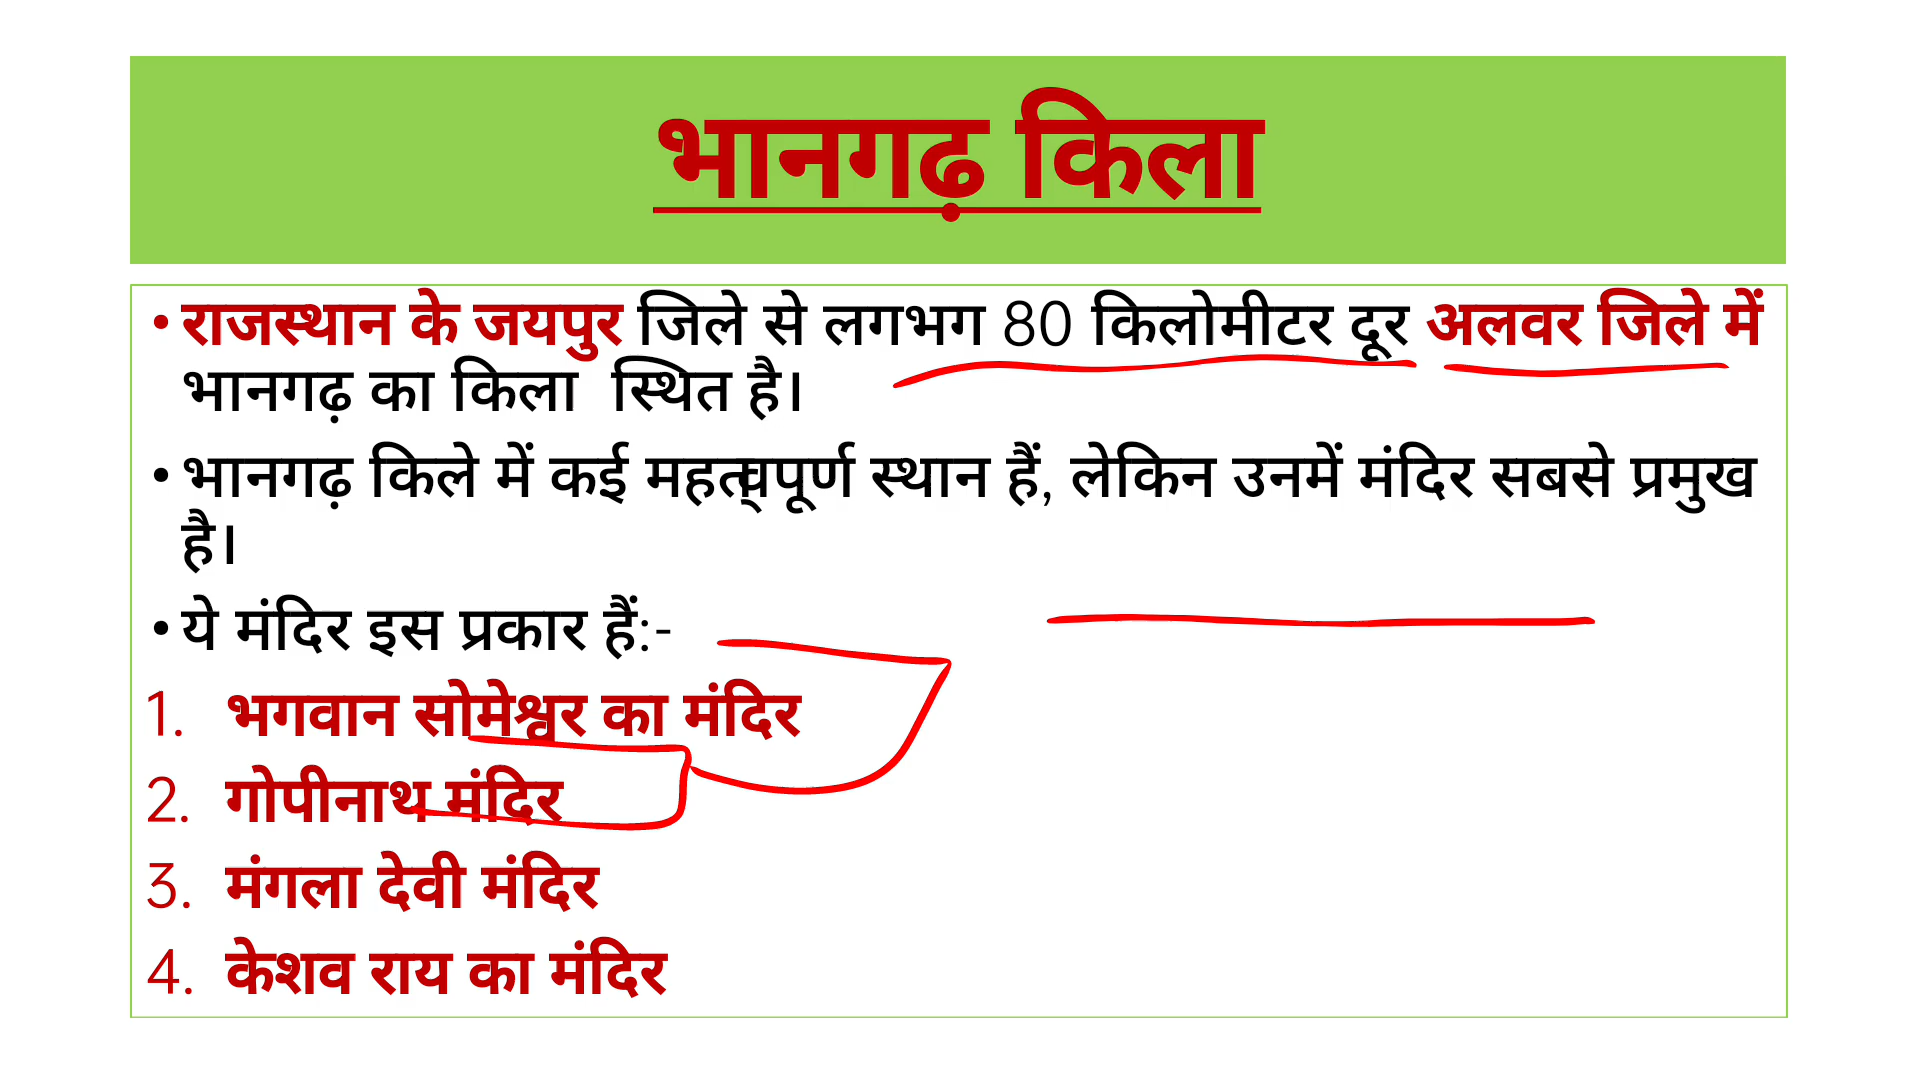 भानगढ़ किला
• राजस्थान के जयपुर जिले से लगभग 80 किलोमीटर दूर अलवर जिले में
भानगढ़ का किला स्थित है।
• भानगढ़ किले में कई महत्वपूर्ण स्थान हैं, लेकिन उनमें मंदिर सबसे प्रमुख
है।
• ये मंदिर इस प्रकार हैं:-
1. भगवान सोमेश्वर का मंदिर
2. गोपीनाथ मंदिर
3. मंगला देवी मंदिर
4. केशव राय का मंदिर